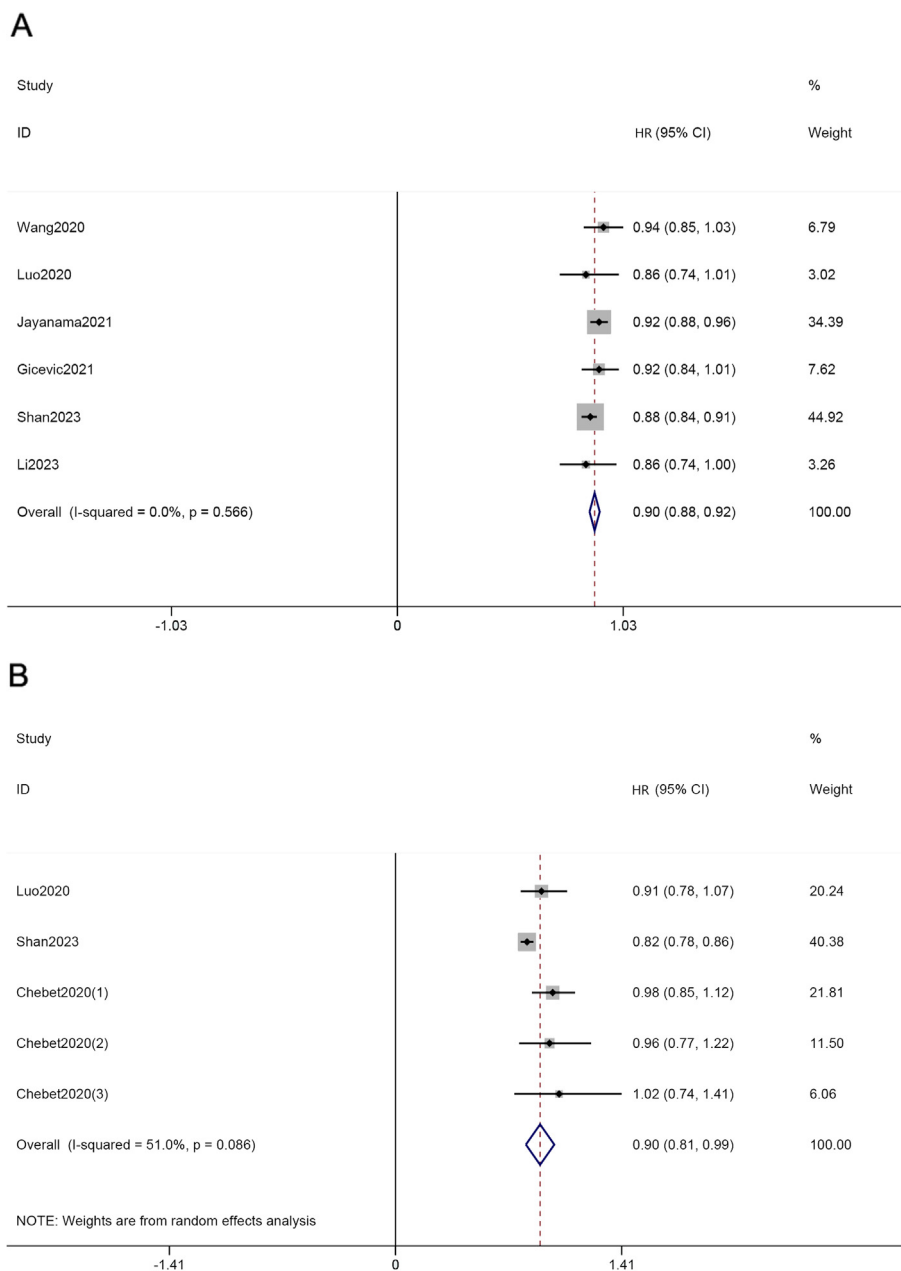 A
Study %
ID HR (95% CI) Weight
Wang2020 0.94 (0.85, 1.03) 6.79
Luo2020 0.86 (0.74, 1.01) 3.02
Jayanama2021 0.92 (0.88, 0.96) 34.39
Gicevic2021 0.92 (0.84, 1.01) 7.62
Shan2023 0.88 (0.84, 0.91) 44.92
Li2023 0.86 (0.74, 1.00) 3.26
Overall (I-squared = 0.0%, p = 0.566) 0.90 (0.88, 0.92) 100.00
-1.03 0 1.03
B
Study %
ID HR (95% CI) Weight
Luo2020 0.91 (0.78, 1.07) 20.24
Shan2023 0.82 (0.78, 0.86) 40.38
Chebet2020(1) 0.98 (0.85, 1.12) 21.81
Chebet2020(2) 0.96 (0.77, 1.22) 11.50
Chebet2020(3) 1.02 (0.74, 1.41) 6.06
Overall (I-squared = 51.0%, p = 0.086) 0.90 (0.81, 0.99) 100.00
NOTE: Weights are from random effects analysis
-1.41 0 1.41